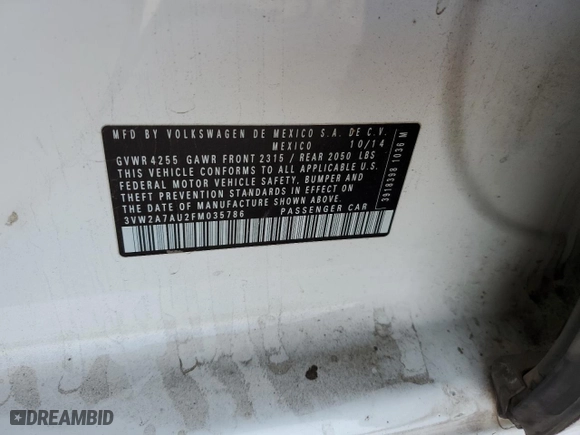 MFD BY VOLKSWAGEN DE MEXICO S.A. DE C.V.
MEXICO 10/14
GVWR 4255 GAWR FRONT 2315 / REAR 2050 LBS
THIS VEHICLE CONFORMS TO ALL APPLICABLE U.S.
FEDERAL MOTOR VEHICLE SAFETY, BUMPER AND
THEFT PREVENTION STANDARDS IN EFFECT ON THE
DATE OF MANUFACTURE SHOWN ABOVE.
3VW2A7AU2FM035786 PASSENGER CAR
3918338 1036 M
DREAMBID